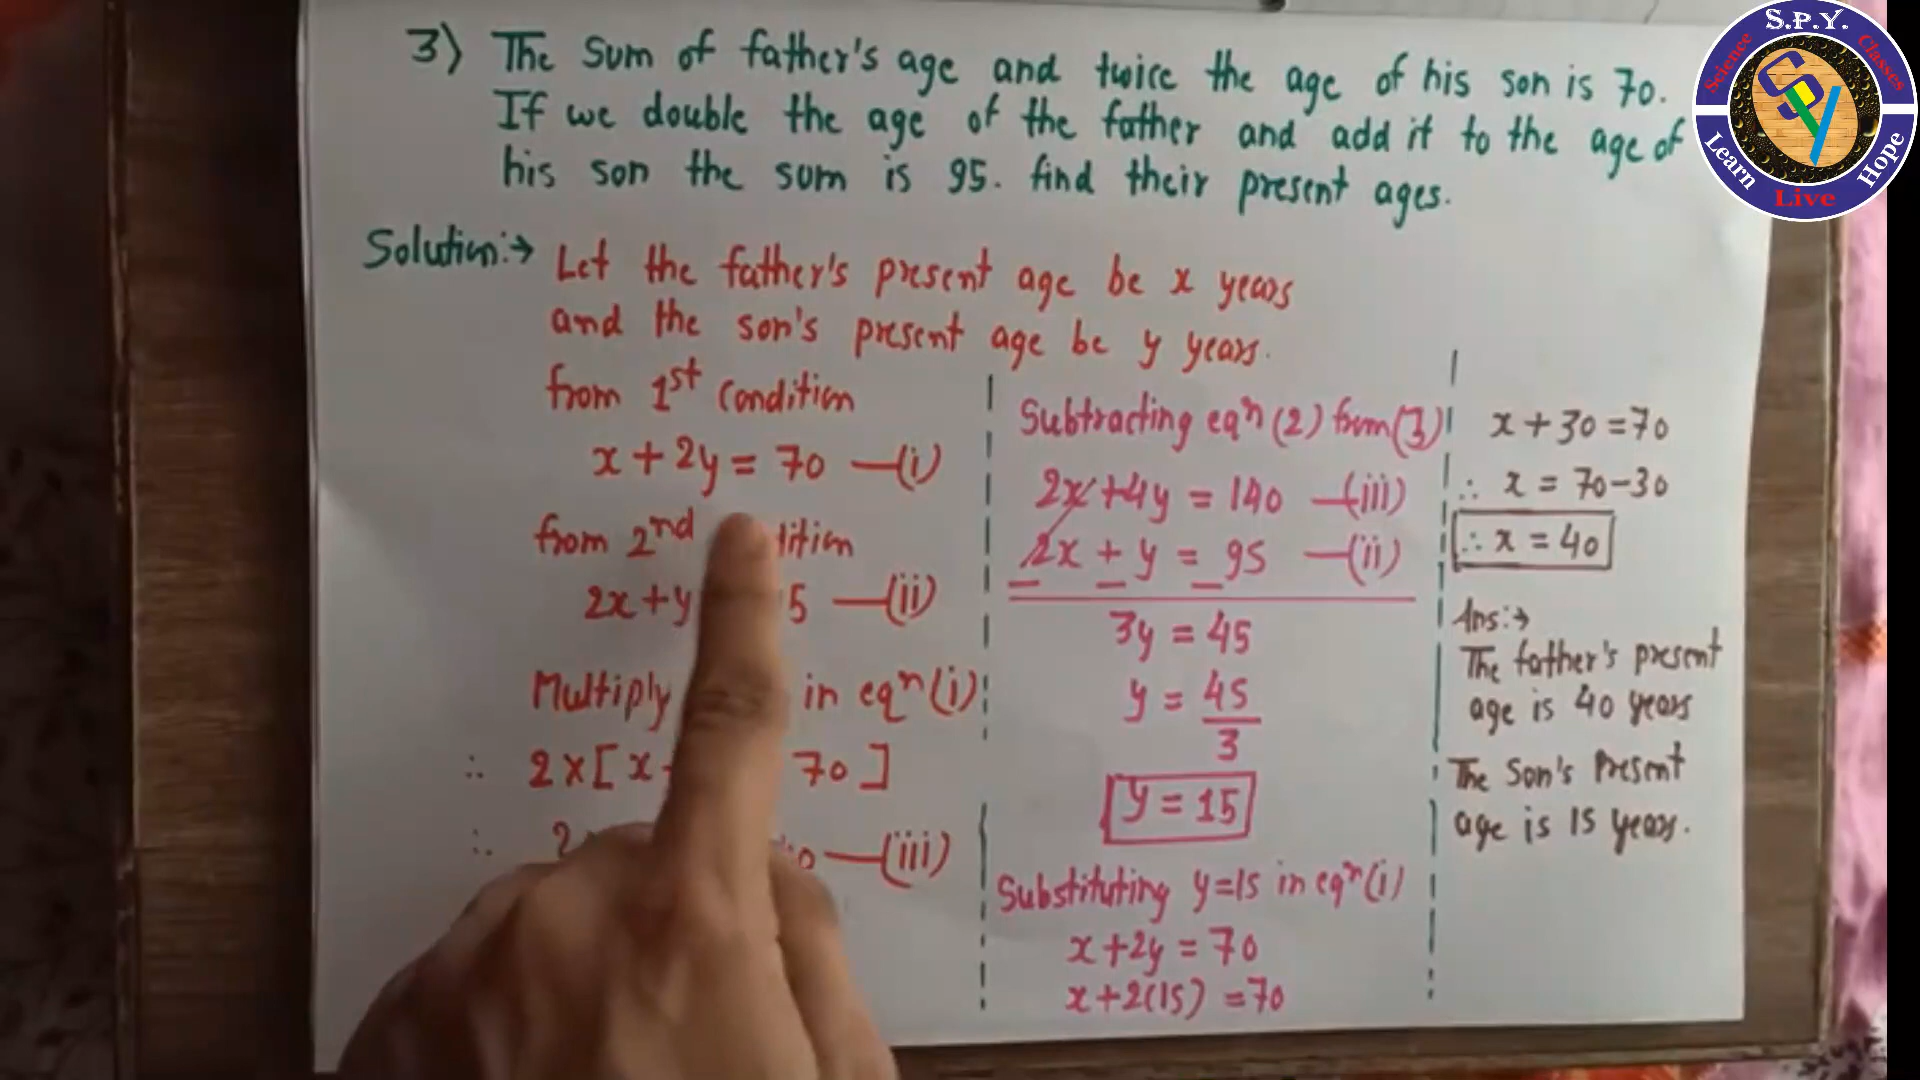 3) The sum of father's age and twice the age of his son is 70.
If we double the age of the father and add it to the age of
his son the sum is 95. find their present ages.
Solution:→ Let the father's present age be x years
and the son's present age be y years.
from 1st Condition
x + 2y = 70 —(i)
from 2nd dition
2x + y 5 —(ii)
Multiply in eqn (i)
∴ 2 x [ x 70 ]
∴ 2 0 —(iii)
Subtracting eqn (2) from (3)
2x + 4y = 140 —(iii)
2x + y = 95 —(ii)
— — —
3y = 45
y = 45
3
y = 15
Substituting y=15 in eqn (i)
x + 2y = 70
x + 2(15) = 70
x + 30 = 70
∴ x = 70 - 30
∴ x = 40
Ans:→
The father's present
age is 40 years
The Son's Present
age is 15 years.
S.P.Y.
Science
Classes
SPY
Learn
Live
Hope